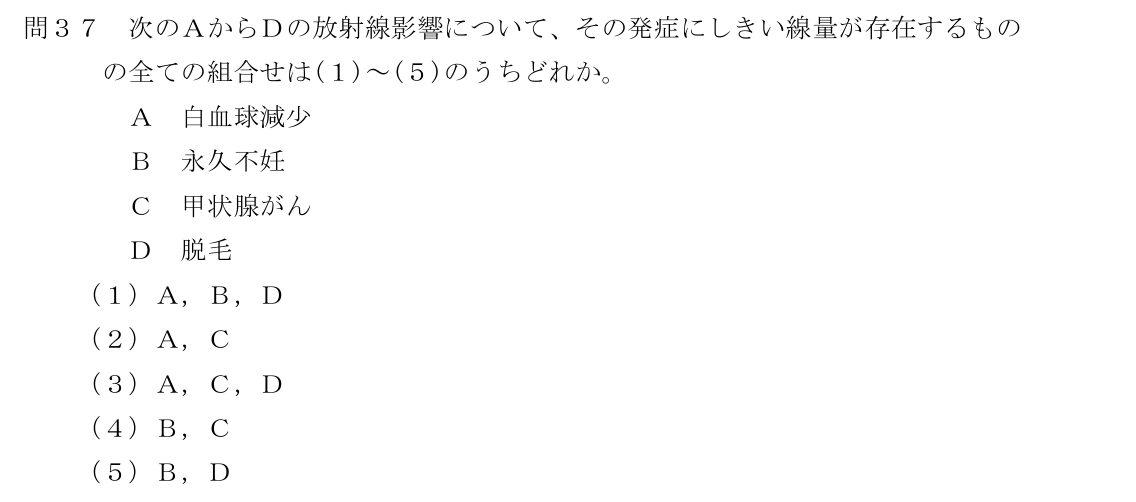 問３７　次のＡからＤの放射線影響について、その発症にしきい線量が存在するもの
の全ての組合せは(１)～(５)のうちどれか。
Ａ　白血球減少
Ｂ　永久不妊
Ｃ　甲状腺がん
Ｄ　脱毛
(１) Ａ，Ｂ，Ｄ
(２) Ａ，Ｃ
(３) Ａ，Ｃ，Ｄ
(４) Ｂ，Ｃ
(５) Ｂ，Ｄ